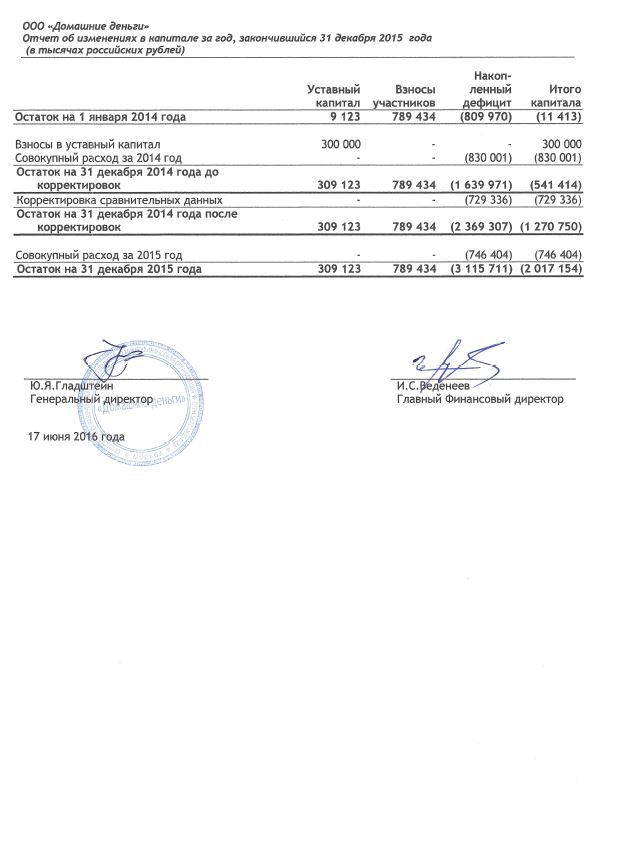 ООО «Домашние деньги»
Отчет об изменениях в капитале за год, закончившийся 31 декабря 2015 года
(в тысячах российских рублей)
Уставный капитал Взносы участников Накоп-ленный дефицит Итого капитала
Остаток на 1 января 2014 года 9 123 789 434 (809 970) (11 413)
Взносы в уставный капитал 300 000 - - 300 000
Совокупный расход за 2014 год - - (830 001) (830 001)
Остаток на 31 декабря 2014 года до
корректировок 309 123 789 434 (1 639 971) (541 414)
Корректировка сравнительных данных - - (729 336) (729 336)
Остаток на 31 декабря 2014 года после
корректировок 309 123 789 434 (2 369 307) (1 270 750)
Совокупный расход за 2015 год - - (746 404) (746 404)
Остаток на 31 декабря 2015 года 309 123 789 434 (3 115 711) (2 017 154)
Ю.Я.Гладштейн И.С.Веденеев
Генеральный директор Главный Финансовый директор
«Домашние деньги»
МОСКВА
17 июня 2016 года